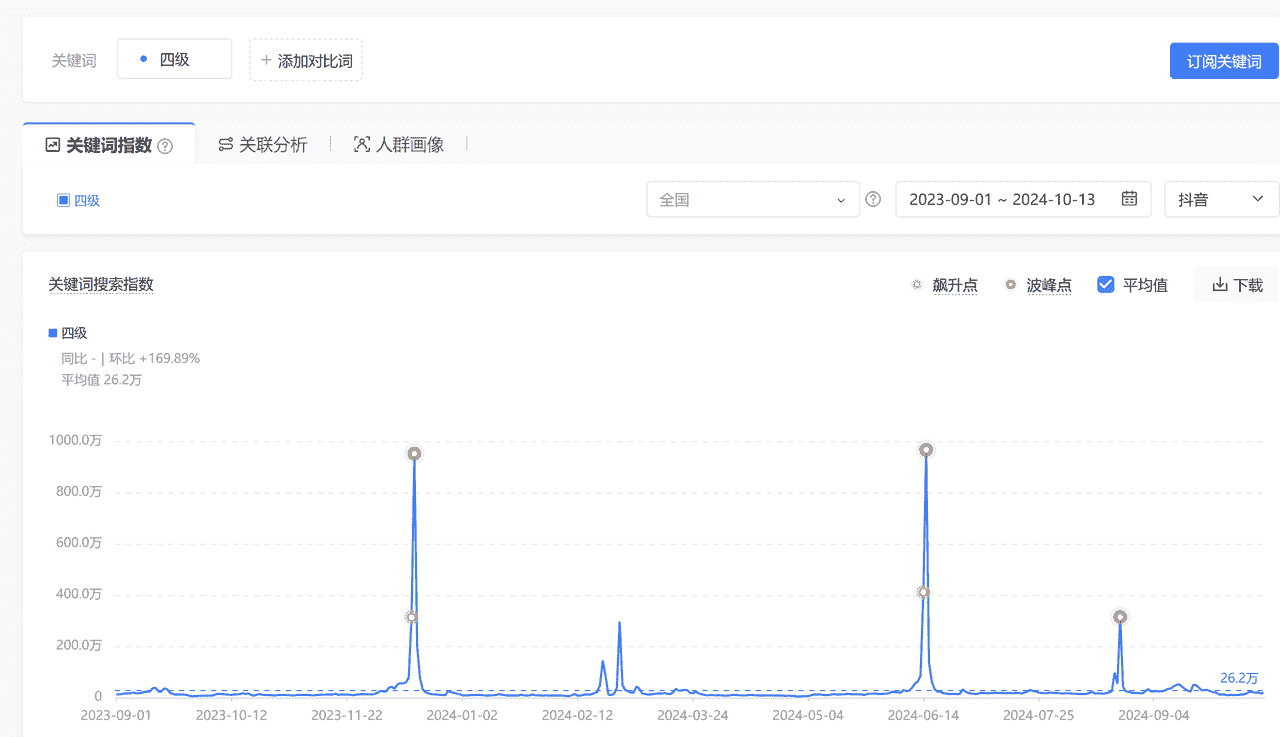 关键词 四级 + 添加对比词 订阅关键词
关键词指数 关联分析 人群画像
四级 全国 2023-09-01 ~ 2024-10-13 抖音
关键词搜索指数 飙升点 波峰点 平均值 下载
四级
同比 - | 环比 +169.89%
平均值 26.2万
1000.0万
800.0万
600.0万
400.0万
200.0万
26.2万
0
2023-09-01 2023-10-12 2023-11-22 2024-01-02 2024-02-12 2024-03-24 2024-05-04 2024-06-14 2024-07-25 2024-09-04